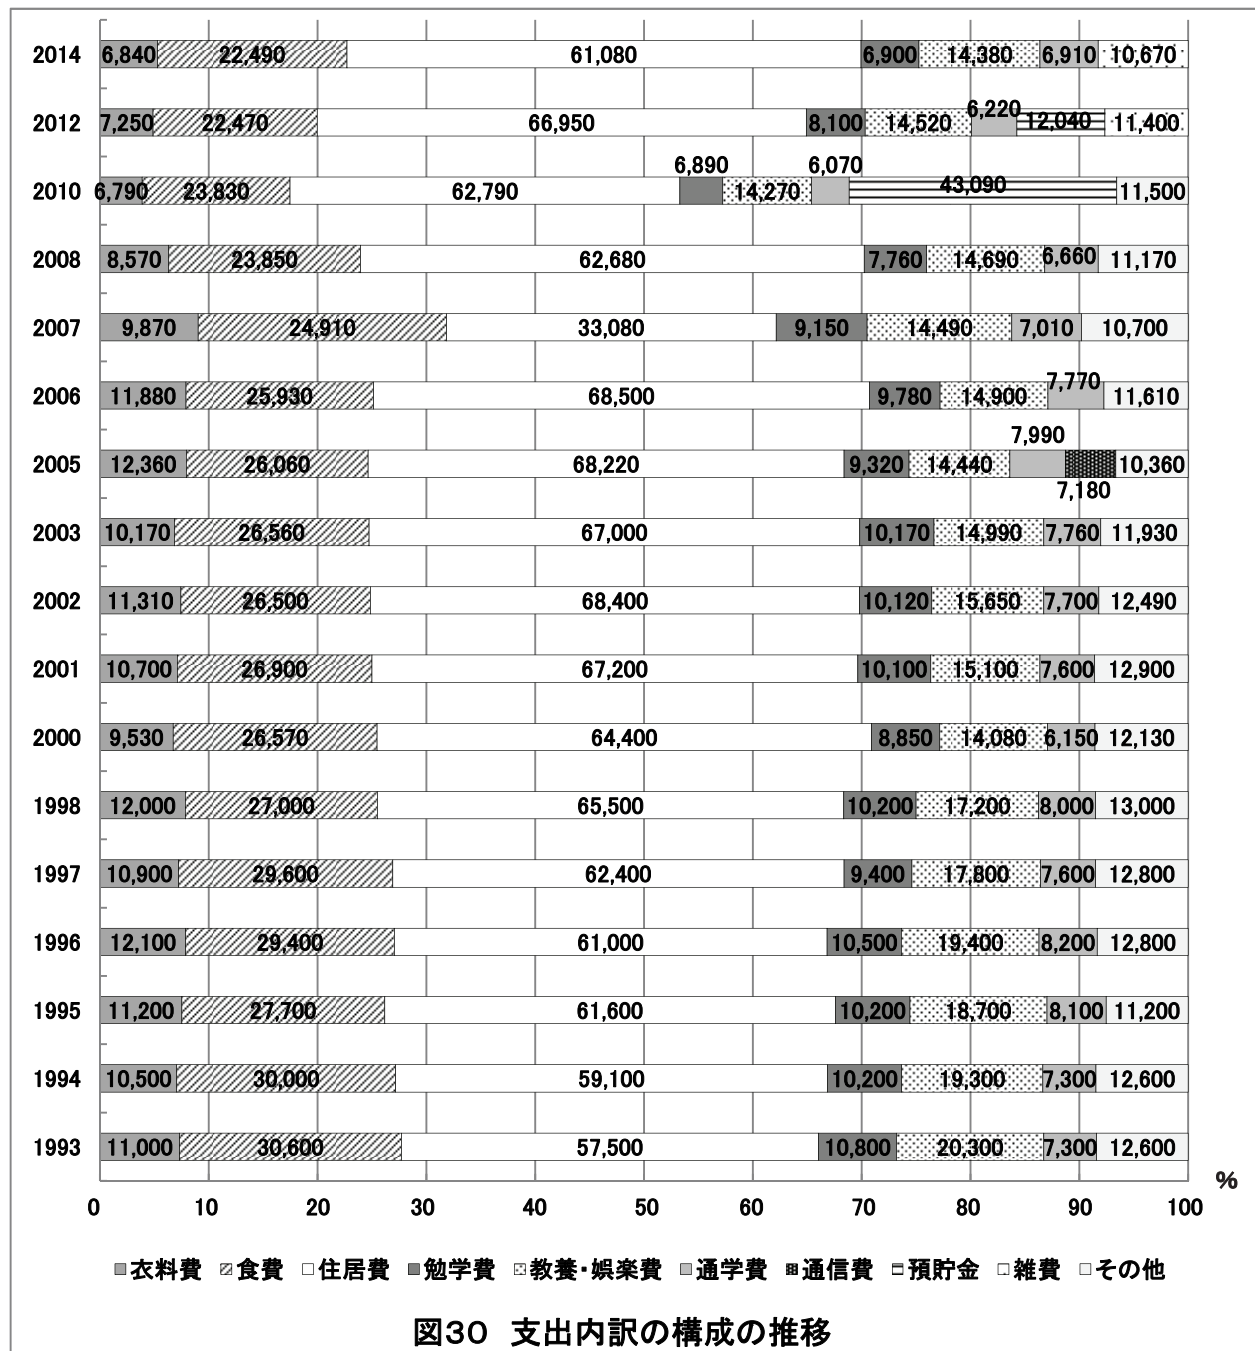 2014 6,840 22,490 61,080 6,900 14,380 6,910 10,670
2012 7,250 22,470 66,950 8,100 14,520 6,220 12,040 11,400
2010 6,790 23,830 62,790 6,890 14,270 6,070 43,090 11,500
2008 8,570 23,850 62,680 7,760 14,690 6,660 11,170
2007 9,870 24,910 33,080 9,150 14,490 7,010 10,700
2006 11,880 25,930 68,500 9,780 14,900 7,770 11,610
2005 12,360 26,060 68,220 9,320 14,440 7,990 7,180 10,360
2003 10,170 26,560 67,000 10,170 14,990 7,760 11,930
2002 11,310 26,500 68,400 10,120 15,650 7,700 12,490
2001 10,700 26,900 67,200 10,100 15,100 7,600 12,900
2000 9,530 26,570 64,400 8,850 14,080 6,150 12,130
1998 12,000 27,000 65,500 10,200 17,200 8,000 13,000
1997 10,900 29,600 62,400 9,400 17,800 7,600 12,800
1996 12,100 29,400 61,000 10,500 19,400 8,200 12,800
1995 11,200 27,700 61,600 10,200 18,700 8,100 11,200
1994 10,500 30,000 59,100 10,200 19,300 7,300 12,600
1993 11,000 30,600 57,500 10,800 20,300 7,300 12,600
0 10 20 30 40 50 60 70 80 90 100 %
衣料費 食費 住居費 勉学費 教養・娯楽費 通学費 通信費 預貯金 雑費 その他
図30 支出内訳の構成の推移